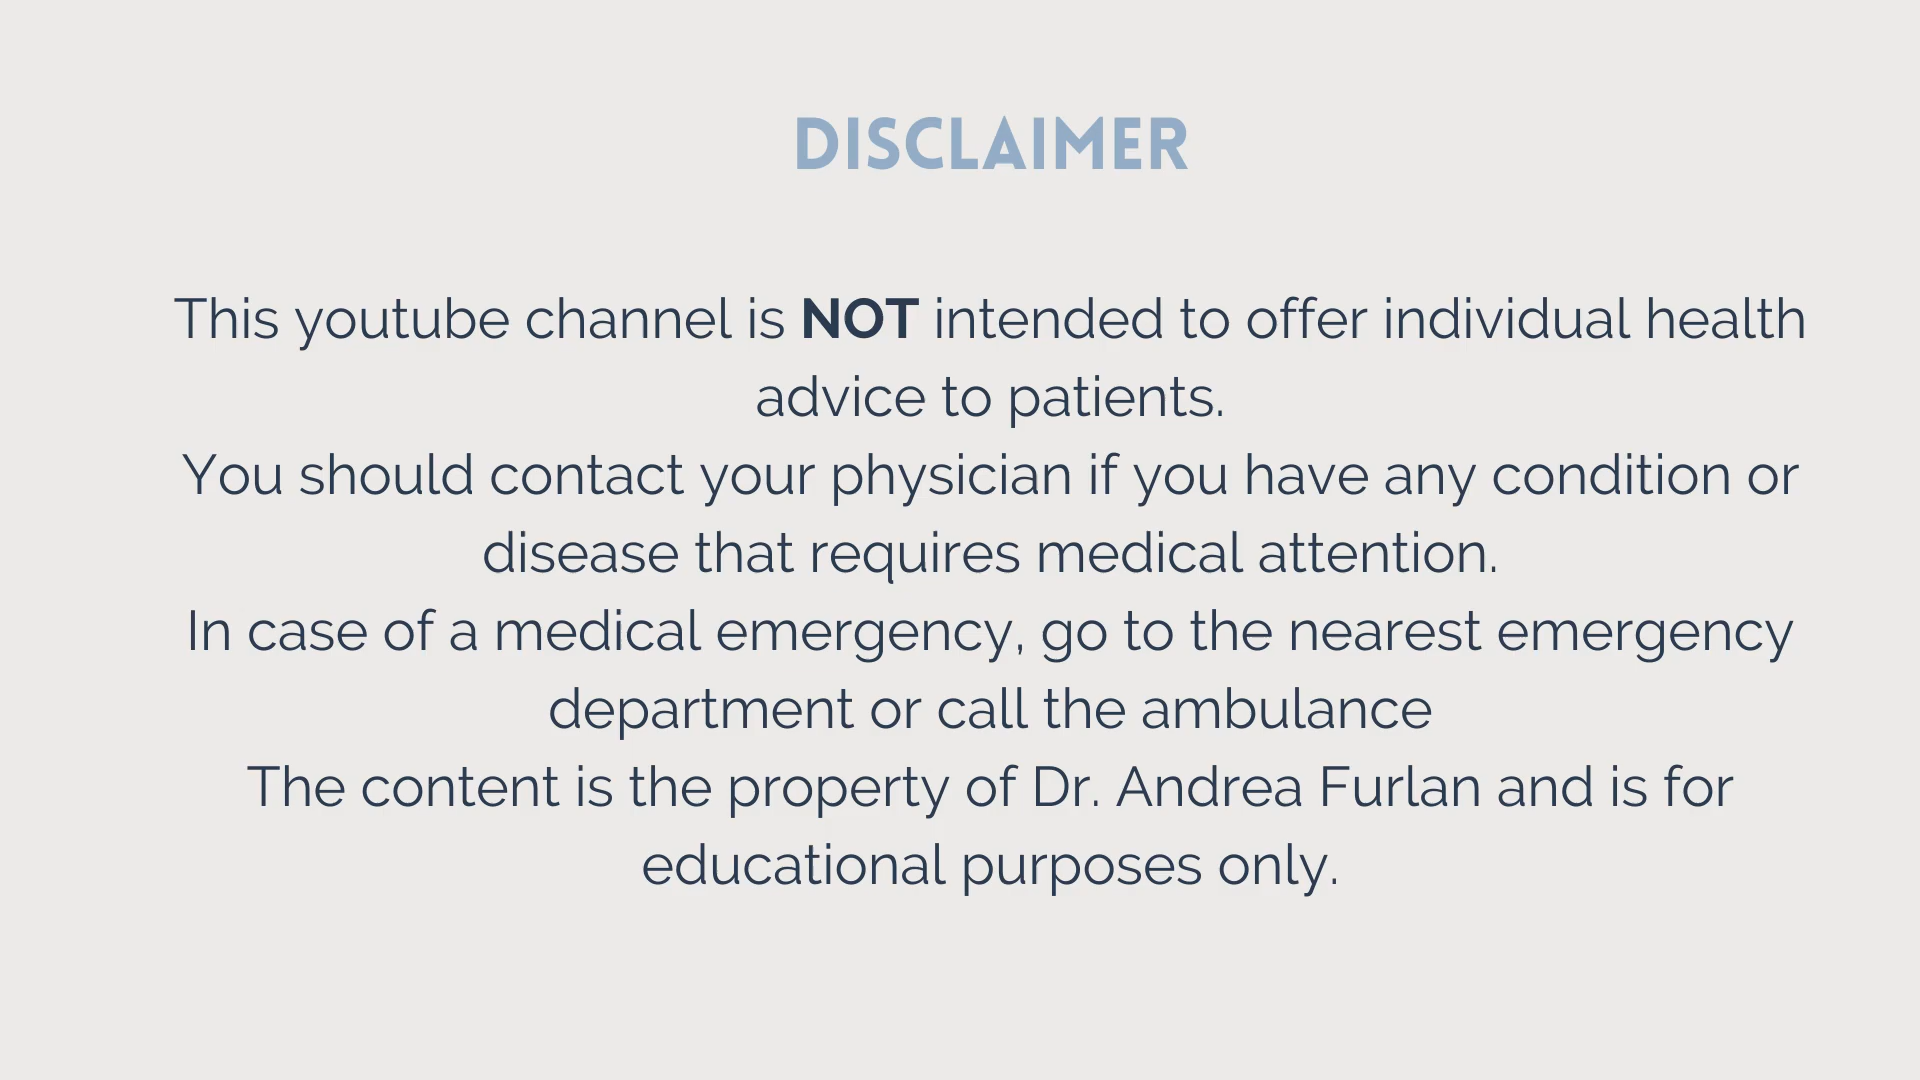 DISCLAIMER
This youtube channel is NOT intended to offer individual health
advice to patients.
You should contact your physician if you have any condition or
disease that requires medical attention.
In case of a medical emergency, go to the nearest emergency
department or call the ambulance
The content is the property of Dr. Andrea Furlan and is for
educational purposes only.